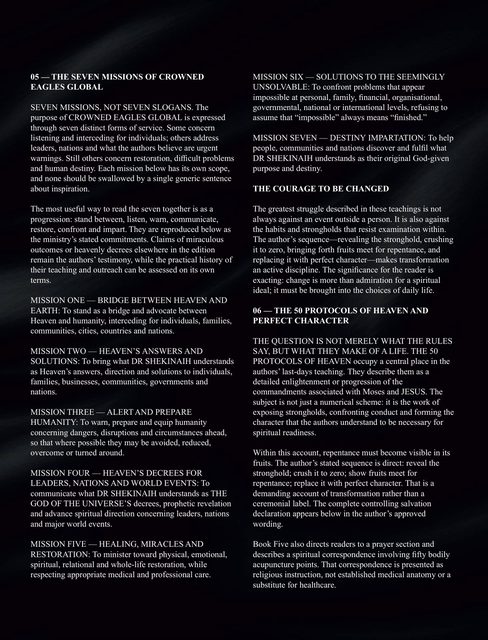 05 — THE SEVEN MISSIONS OF CROWNED
EAGLES GLOBAL
SEVEN MISSIONS, NOT SEVEN SLOGANS. The
purpose of CROWNED EAGLES GLOBAL is expressed
through seven distinct forms of service. Some concern
listening and interceding for individuals; others address
leaders, nations and what the authors believe are urgent
warnings. Still others concern restoration, difficult problems
and human destiny. Each mission below has its own scope,
and none should be swallowed by a single generic sentence
about inspiration.
The most useful way to read the seven together is as a
progression: stand between, listen, warn, communicate,
restore, confront and impart. They are reproduced below as
the ministry's stated commitments. Claims of miraculous
outcomes or heavenly decrees elsewhere in the edition
remain the authors' testimony, while the practical history of
their teaching and outreach can be assessed on its own
terms.
MISSION ONE — BRIDGE BETWEEN HEAVEN AND
EARTH: To stand as a bridge and advocate between
Heaven and humanity, interceding for individuals, families,
communities, cities, countries and nations.
MISSION TWO — HEAVEN'S ANSWERS AND
SOLUTIONS: To bring what DR SHEKINAIH understands
as Heaven's answers, direction and solutions to individuals,
families, businesses, communities, governments and
nations.
MISSION THREE — ALERT AND PREPARE
HUMANITY: To warn, prepare and equip humanity
concerning dangers, disruptions and circumstances ahead,
so that where possible they may be avoided, reduced,
overcome or turned around.
MISSION FOUR — HEAVEN'S DECREES FOR
LEADERS, NATIONS AND WORLD EVENTS: To
communicate what DR SHEKINAIH understands as THE
GOD OF THE UNIVERSE'S decrees, prophetic revelation
and advance spiritual direction concerning leaders, nations
and major world events.
MISSION FIVE — HEALING, MIRACLES AND
RESTORATION: To minister toward physical, emotional,
spiritual, relational and whole-life restoration, while
respecting appropriate medical and professional care.
MISSION SIX — SOLUTIONS TO THE SEEMINGLY
UNSOLVABLE: To confront problems that appear
impossible at personal, family, financial, organisational,
governmental, national or international levels, refusing to
assume that "impossible" always means "finished."
MISSION SEVEN — DESTINY IMPARTATION: To help
people, communities and nations discover and fulfil what
DR SHEKINAIH understands as their original God-given
purpose and destiny.
THE COURAGE TO BE CHANGED
The greatest struggle described in these teachings is not
always against an event outside a person. It is also against
the habits and strongholds that resist examination within.
The author's sequence—revealing the stronghold, crushing
it to zero, bringing forth fruits meet for repentance, and
replacing it with perfect character—makes transformation
an active discipline. The significance for the reader is
exacting: change is more than admiration for a spiritual
ideal; it must be brought into the choices of daily life.
06 — THE 50 PROTOCOLS OF HEAVEN AND
PERFECT CHARACTER
THE QUESTION IS NOT MERELY WHAT THE RULES
SAY, BUT WHAT THEY MAKE OF A LIFE. THE 50
PROTOCOLS OF HEAVEN occupy a central place in the
authors' last-days teaching. They describe them as a
detailed enlightenment or progression of the
commandments associated with Moses and JESUS. The
subject is not just a numerical scheme: it is the work of
exposing strongholds, confronting conduct and forming the
character that the authors understand to be necessary for
spiritual readiness.
Within this account, repentance must become visible in its
fruits. The author's stated sequence is direct: reveal the
stronghold; crush it to zero; show fruits meet for
repentance; replace it with perfect character. That is a
demanding account of transformation rather than a
ceremonial label. The complete controlling salvation
declaration appears below in the author's approved
wording.
Book Five also directs readers to a prayer section and
describes a spiritual correspondence involving fifty bodily
acupuncture points. That correspondence is presented as
religious instruction, not established medical anatomy or a
substitute for healthcare.